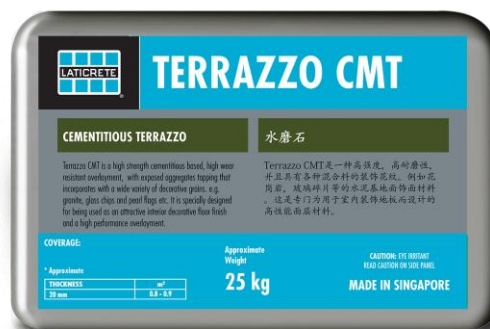 LATICRETE
TERRAZZO CMT
CEMENTITIOUS TERRAZZO
Terrazzo CMT is a high strength cementitious based, high wear
resistant overlayment, with exposed aggregates topping that
incorporates with a wide variety of decorative grains. e.g.
granite, glass chips and pearl flags etc. It is specially designed
for being used as an attractive interior decorative floor finish
and a high performance overlayment.
水磨石
Terrazzo CMT是一种高强度、高耐磨性,
并且具有各种混合料的装饰花纹。例如花
岗岩, 玻璃碎片等的水泥基地面饰面材料
。这是专门为用于室内装饰地板而设计的
高性能面层材料。
COVERAGE:
* Approximate
THICKNESS m²
20 mm 0.8 - 0.9
Approximate
Weight
25 kg
CAUTION: EYE IRRITANT
READ CAUTION ON SIDE PANEL
MADE IN SINGAPORE